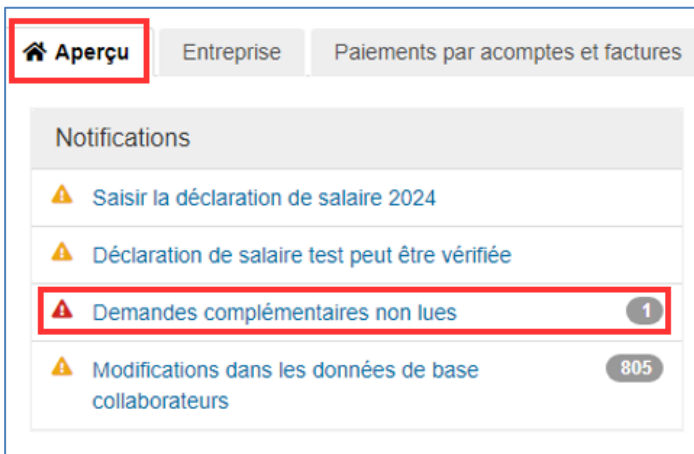 Aperçu Entreprise Paiements par acomptes et factures
Notifications
Saisir la déclaration de salaire 2024
Déclaration de salaire test peut être vérifiée
Demandes complémentaires non lues 1
Modifications dans les données de base 805
collaborateurs